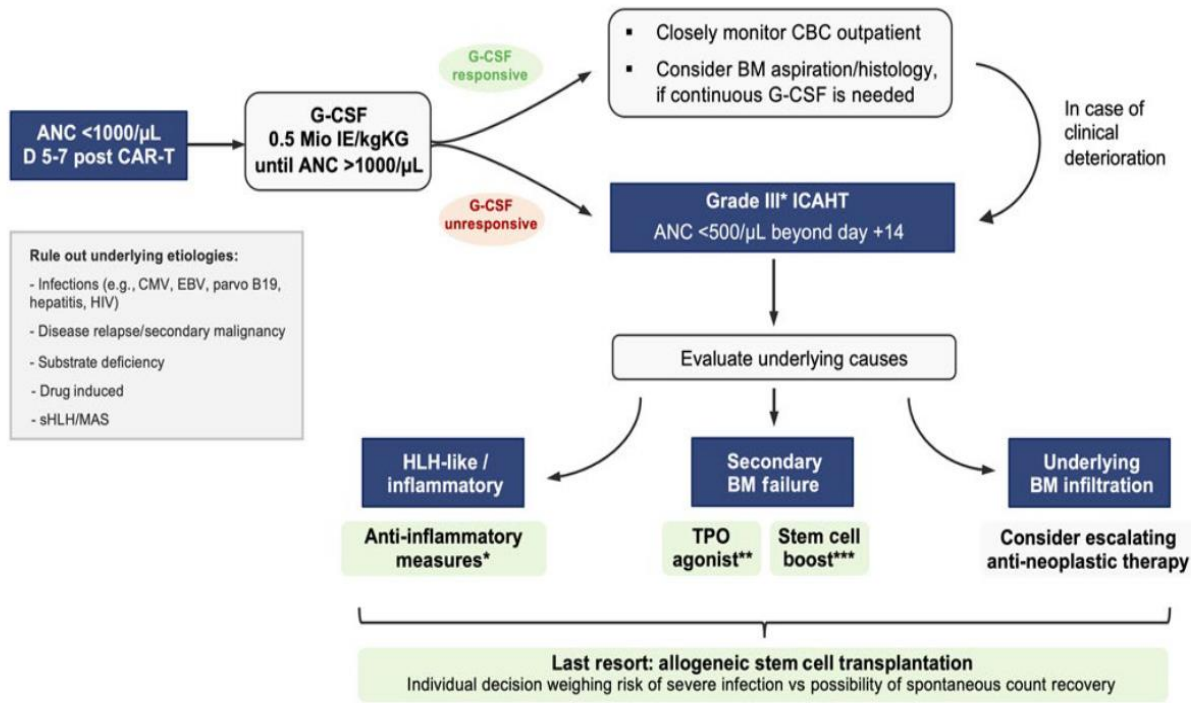 ▪ Closely monitor CBC outpatient
▪ Consider BM aspiration/histology,
if continuous G-CSF is needed
G-CSF
responsive
ANC <1000/µL
D 5-7 post CAR-T
G-CSF
0.5 Mio IE/kgKG
until ANC >1000/µL
In case of
clinical
deterioration
G-CSF
unresponsive
Grade III* ICAHT
ANC <500/µL beyond day +14
Rule out underlying etiologies:
- Infections (e.g., CMV, EBV, parvo B19,
hepatitis, HIV)
- Disease relapse/secondary malignancy
- Substrate deficiency
- Drug induced
- sHLH/MAS
Evaluate underlying causes
HLH-like /
inflammatory
Anti-inflammatory
measures*
Secondary
BM failure
TPO
agonist**
Stem cell
boost***
Underlying
BM infiltration
Consider escalating
anti-neoplastic therapy
Last resort: allogeneic stem cell transplantation
Individual decision weighing risk of severe infection vs possibility of spontaneous count recovery